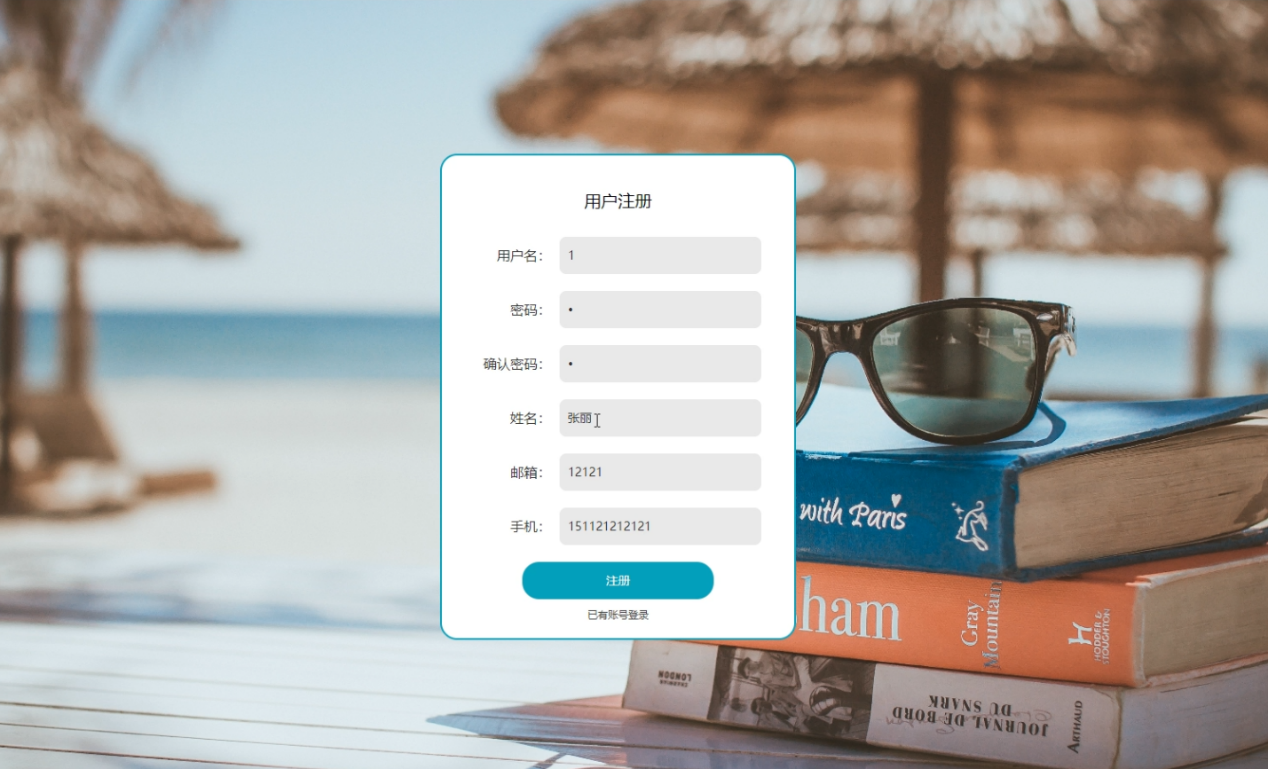 用户注册
用户名： 1
密码： •
确认密码： •
姓名： 张丽
邮箱： 12121
手机： 151121212121
注册
已有账号登录
with Paris
ham
Gray
Mountain
H
HODDER &
STOUGHTON
LONDON
JOURNAL DE BORD
DU SNARK
ARTHAUD